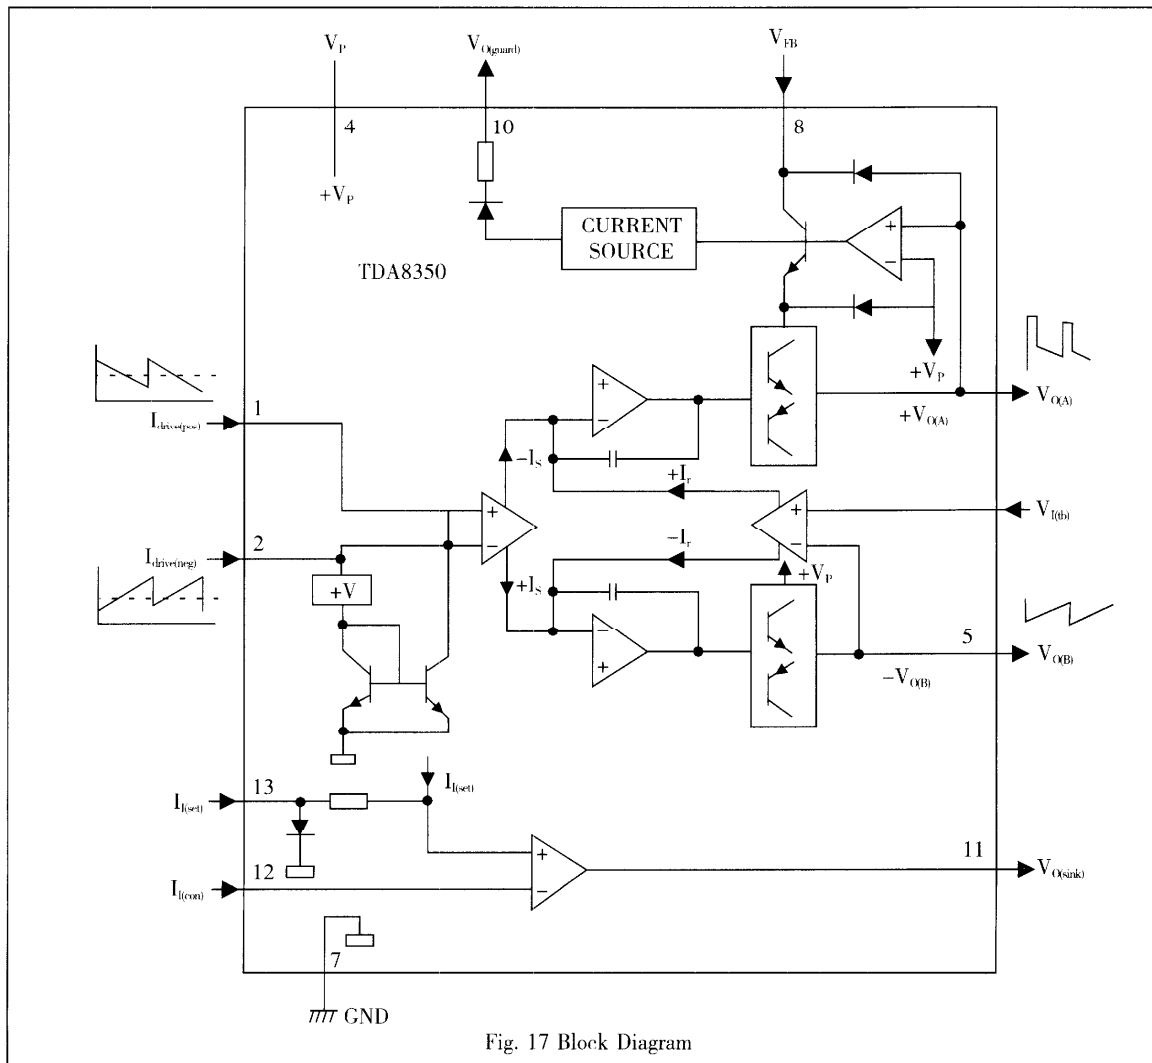 V_P
V_O(guard)
V_FB
4
10
8
+V_P
CURRENT
SOURCE
+
−
TDA8350
+V_P
+
−
1
I_drive(pos)
−I_S
+V_O(A)
V_O(A)
+I_r
+
−
+
−
V_I(fb)
2
I_drive(neg)
−I_r
+V
+I_S
+V_P
−
+
5
V_O(B)
−V_O(B)
I_I(set)
13
I_I(set)
+
−
11
V_O(sink)
12
I_I(con)
7
GND
Fig. 17 Block Diagram